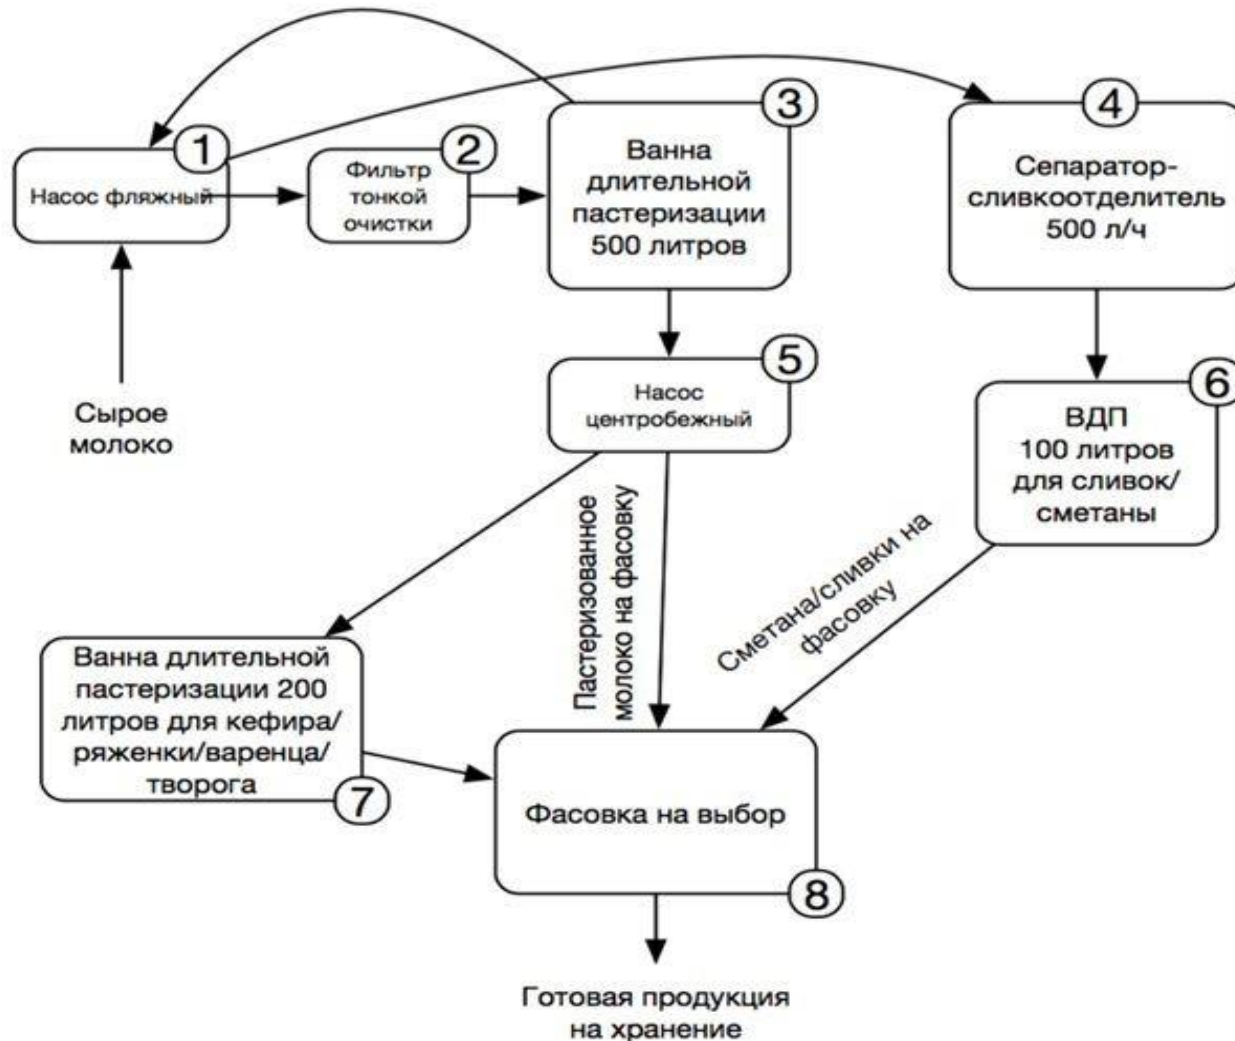 1
Насос фляжный
2
Фильтр
тонкой
очистки
3
Ванна
длительной
пастеризации
500 литров
4
Сепаратор-
сливкоотделитель
500 л/ч
Сырое
молоко
5
Насос
центробежный
6
ВДП
100 литров
для сливок/
сметаны
Пастеризованное
молоко на фасовку
Сметана/сливки на
фасовку
Ванна длительной
пастеризации 200
литров для кефира/
ряженки/варенца/
творога
7
Фасовка на выбор
8
Готовая продукция
на хранение